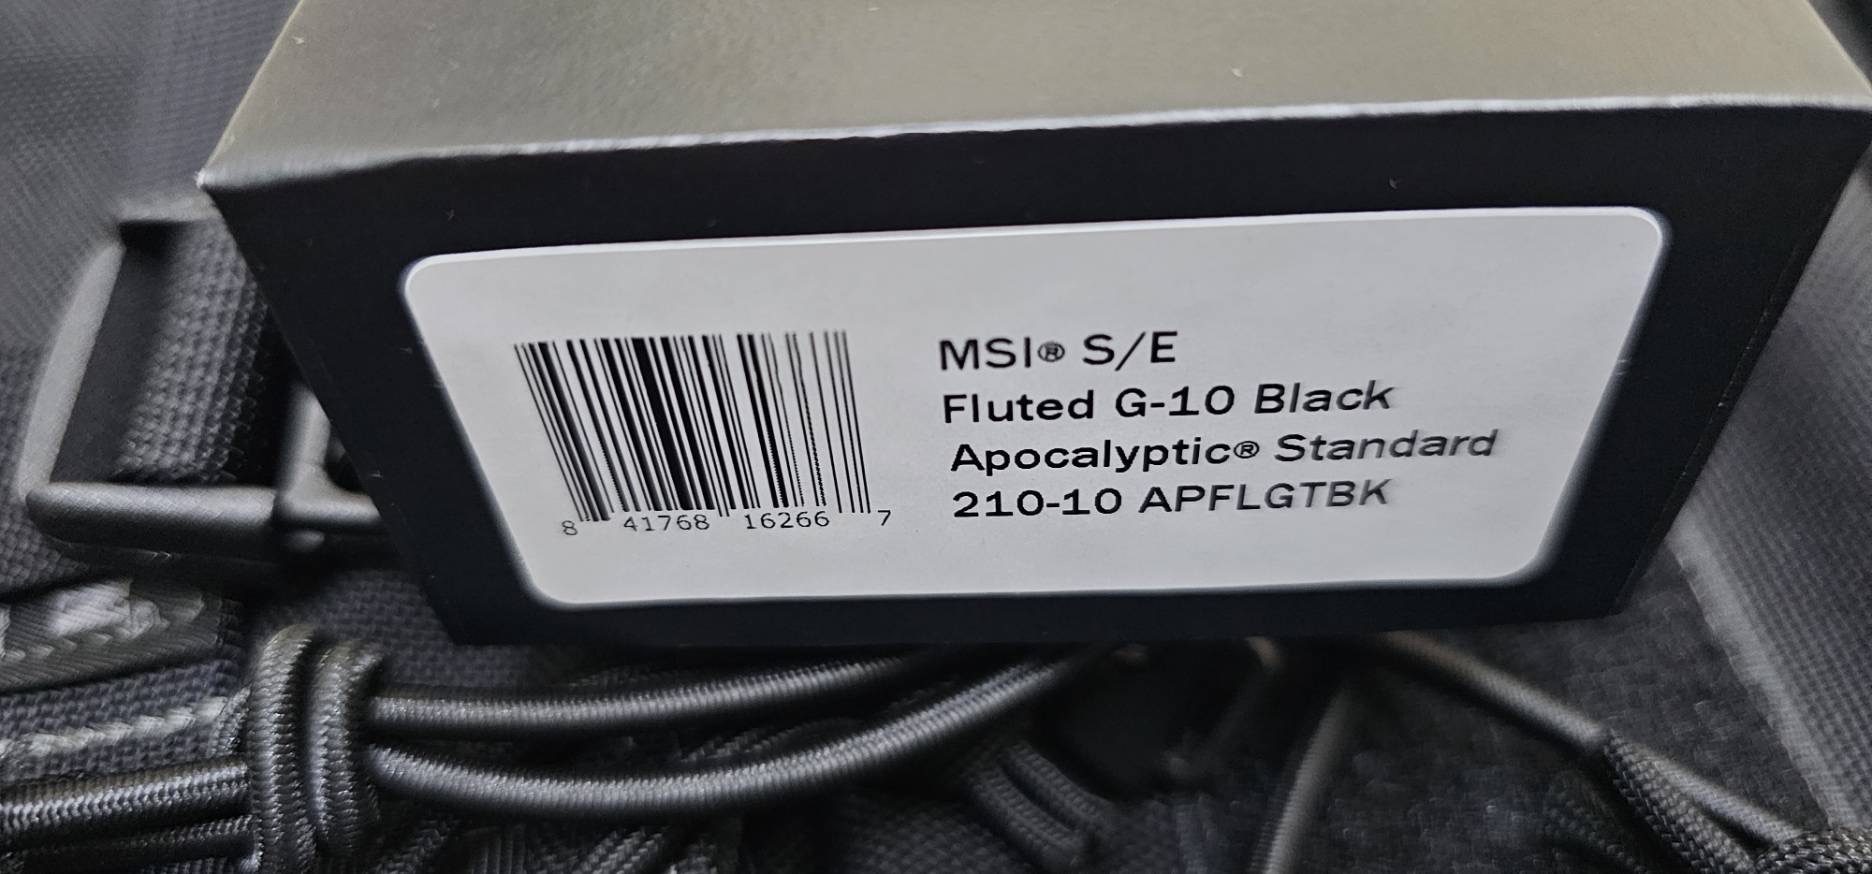 MSI® S/E
Fluted G-10 Black
Apocalyptic® Standard
210-10 APFLGTBK
8 41768 16266 7